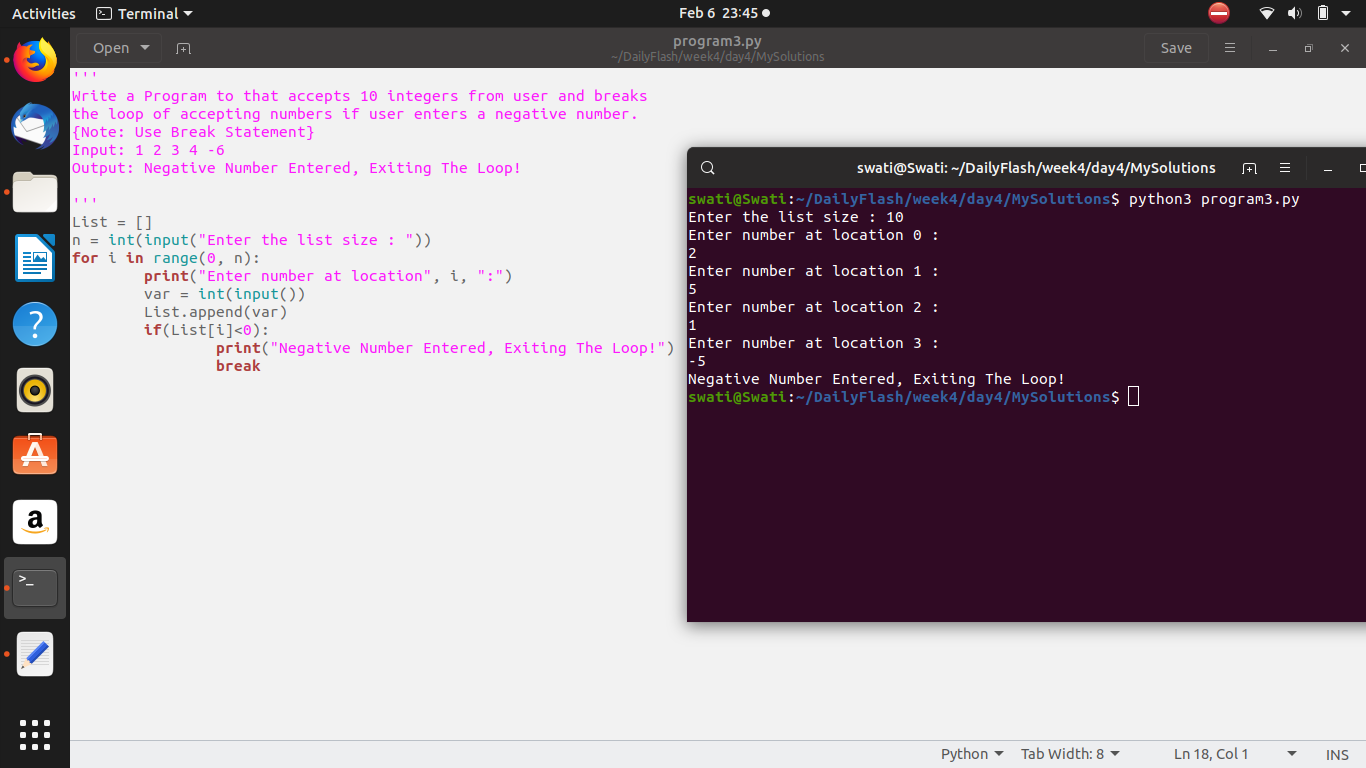 Activities
Terminal
Feb 6 23:45
Open
program3.py
~/DailyFlash/week4/day4/MySolutions
Save
'''
Write a Program to that accepts 10 integers from user and breaks
the loop of accepting numbers if user enters a negative number.
{Note: Use Break Statement}
Input: 1 2 3 4 -6
Output: Negative Number Entered, Exiting The Loop!
'''
List = []
n = int(input("Enter the list size : "))
for i in range(0, n):
        print("Enter number at location", i, ":")
        var = int(input())
        List.append(var)
        if(List[i]<0):
                print("Negative Number Entered, Exiting The Loop!")
                break
swati@Swati: ~/DailyFlash/week4/day4/MySolutions
swati@Swati:~/DailyFlash/week4/day4/MySolutions$ python3 program3.py
Enter the list size : 10
Enter number at location 0 :
2
Enter number at location 1 :
5
Enter number at location 2 :
1
Enter number at location 3 :
-5
Negative Number Entered, Exiting The Loop!
swati@Swati:~/DailyFlash/week4/day4/MySolutions$
?
a
>_
Python
Tab Width: 8
Ln 18, Col 1
INS